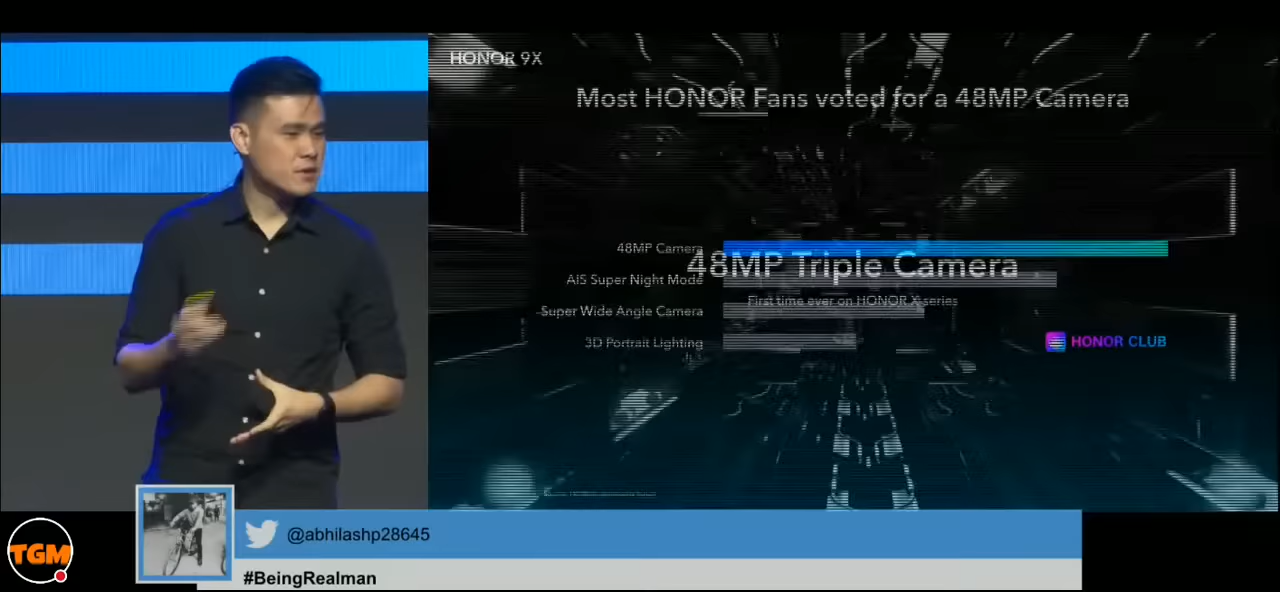 HONOR 9X
Most HONOR Fans voted for a 48MP Camera
48MP Camera
48MP Triple Camera
AIS Super Night Mode
First time ever on HONOR X series
Super Wide Angle Camera
3D Portrait Lighting
HONOR CLUB
@abhilashp28645
TGM
#BeingRealman